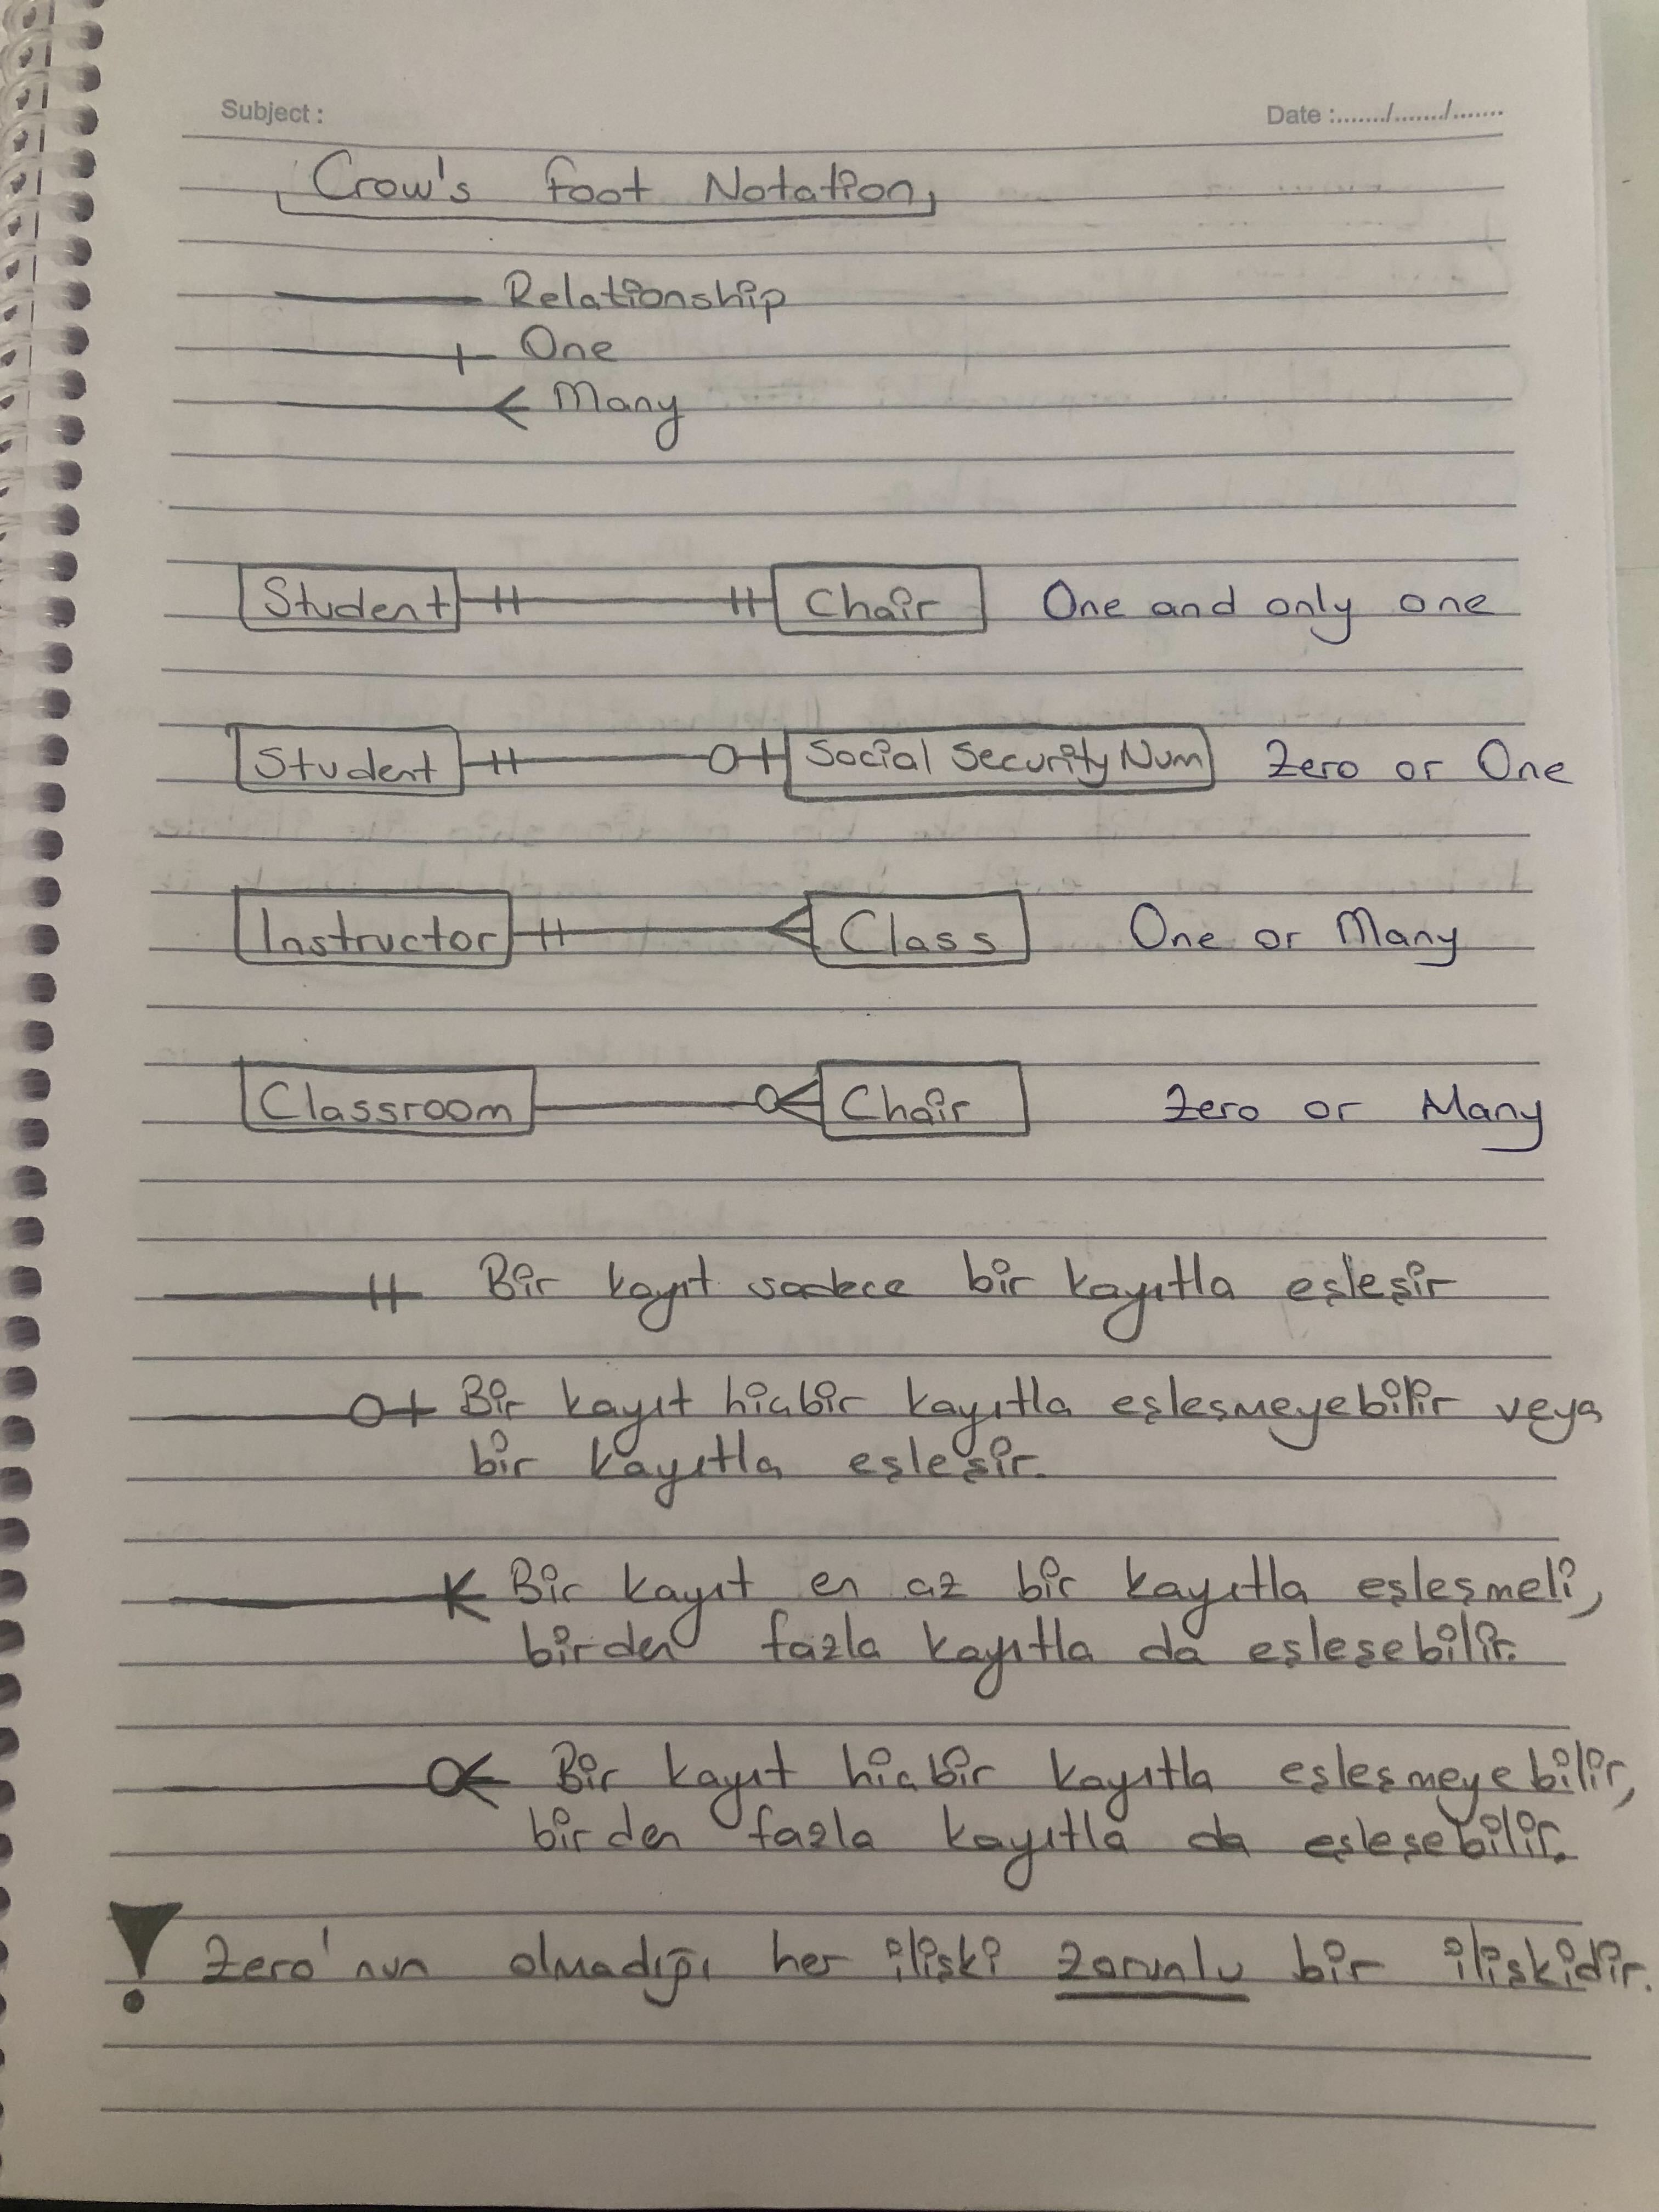 Subject :
Date :......./......./.......
Crow's Foot Notation
Relationship
One
Many
Student Chair One and only one
Student Social Security Num Zero or One
Instructor Class One or Many
Classroom Chair Zero or Many
Bir kayıt sadece bir kayıtla eşleşir
Bir kayıt hiçbir kayıtla eşleşmeyebilir veya
bir kayıtla eşleşir.
Bir kayıt en az bir kayıtla eşleşmeli,
birden fazla kayıtla da eşleşebilir.
Bir kayıt hiçbir kayıtla eşleşmeyebilir,
birden fazla kayıtla da eşleşebilir.
! Zero'nun olmadığı her ilişki zorunlu bir ilişkidir.